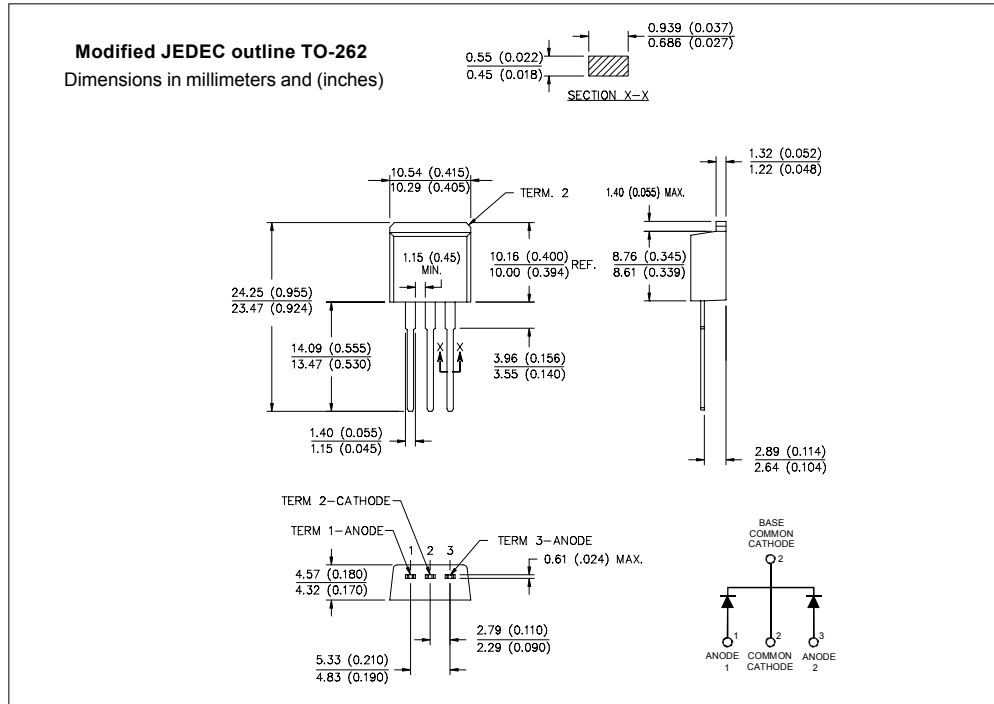 Modified JEDEC outline TO-262
Dimensions in millimeters and (inches)
0.939 (0.037)
0.686 (0.027)
0.55 (0.022)
0.45 (0.018)
SECTION X-X
10.54 (0.415)
10.29 (0.405)
TERM. 2
1.32 (0.052)
1.22 (0.048)
1.40 (0.055) MAX.
1.15 (0.45)
MIN.
10.16 (0.400)
10.00 (0.394)
REF.
8.76 (0.345)
8.61 (0.339)
24.25 (0.955)
23.47 (0.924)
14.09 (0.555)
13.47 (0.530)
X X
3.96 (0.156)
3.55 (0.140)
1.40 (0.055)
1.15 (0.045)
2.89 (0.114)
2.64 (0.104)
TERM 2-CATHODE
TERM 1-ANODE
TERM 3-ANODE
1 2 3
0.61 (.024) MAX.
4.57 (0.180)
4.32 (0.170)
2.79 (0.110)
2.29 (0.090)
5.33 (0.210)
4.83 (0.190)
BASE
COMMON
CATHODE
2
1 2 3
ANODE COMMON ANODE
1 CATHODE 2